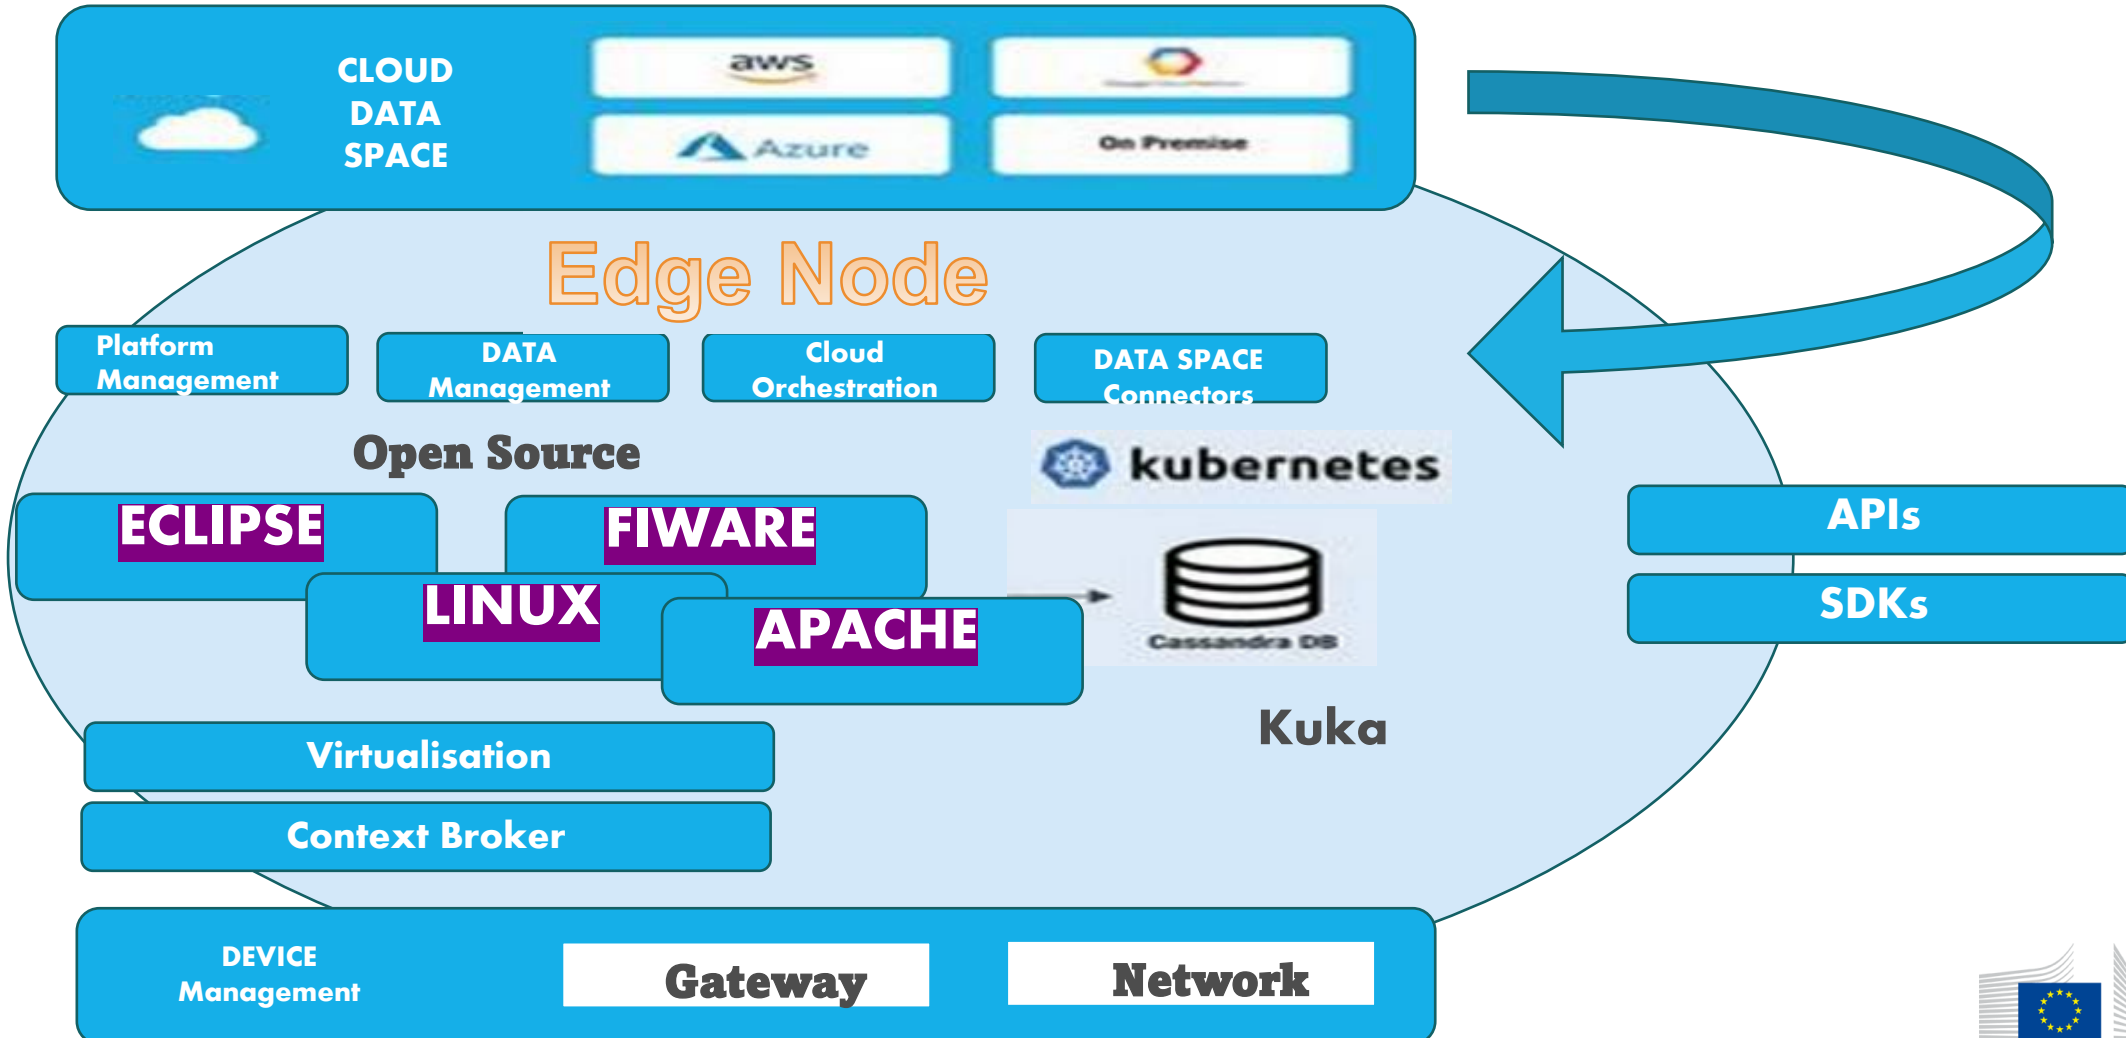 CLOUD
DATA
SPACE
aws
Azure
On Premise
Edge Node
Platform
Management
DATA
Management
Cloud
Orchestration
DATA SPACE
Connectors
Open Source
kubernetes
ECLIPSE
FIWARE
LINUX
APACHE
Cassandra DB
APIs
SDKs
Kuka
Virtualisation
Context Broker
DEVICE
Management
Gateway
Network